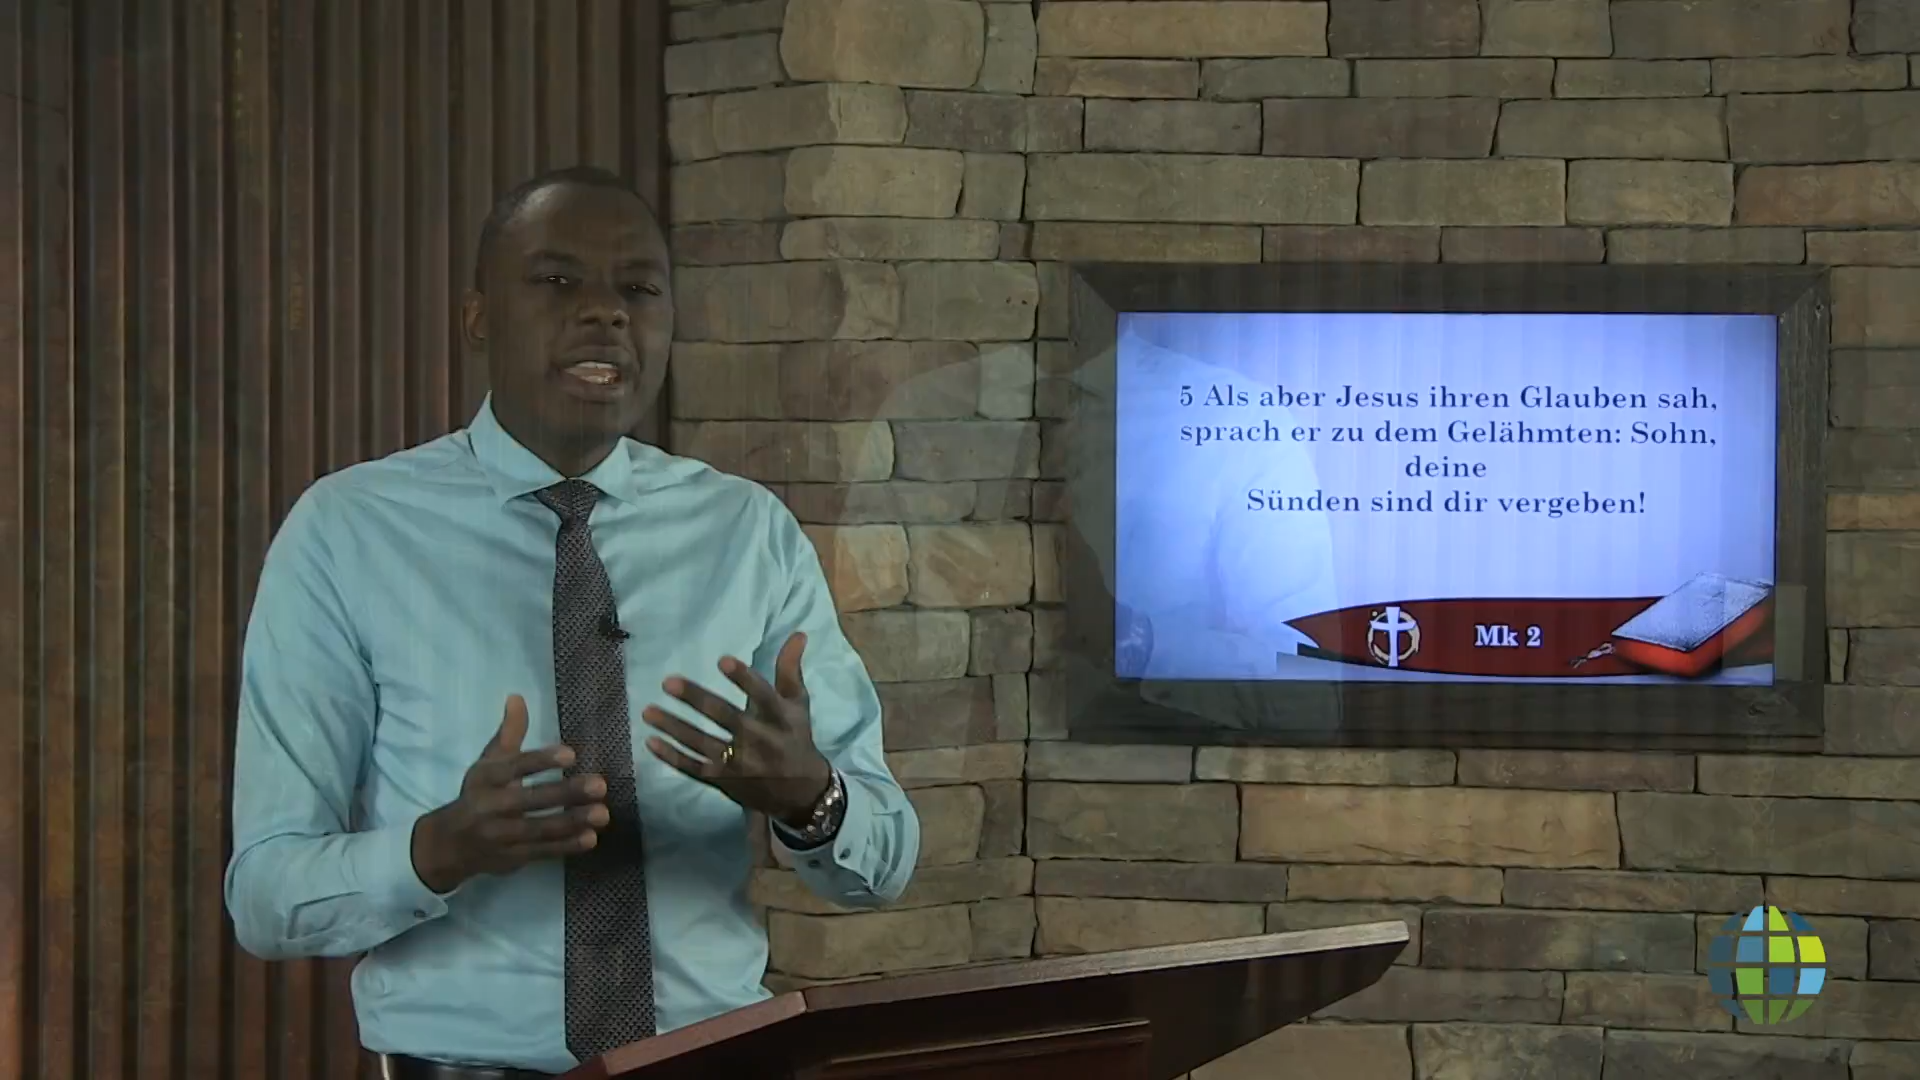 5 Als aber Jesus ihren Glauben sah,
sprach er zu dem Gelähmten: Sohn,
deine
Sünden sind dir vergeben!
Mk 2